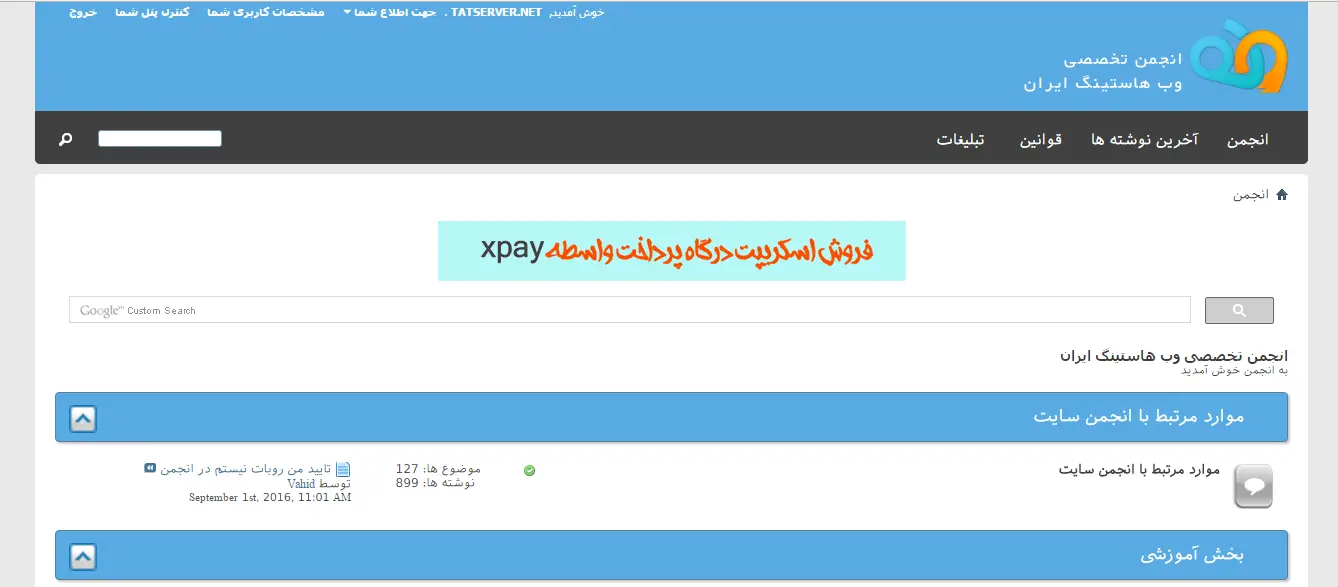 خوش آمدید, TATSERVER.NET . جهت اطلاع شما مشخصات کاربری شما کنترل پنل شما خروج
انجمن تخصصی
وب هاستینگ ایران
انجمن آخرین نوشته ها قوانین تبلیغات
انجمن
فروش اسکریپت درگاه پرداخت واسطه xpay
Google™ Custom Search
انجمن تخصصی وب هاستینگ ایران
به انجمن خوش آمدید
موارد مرتبط با انجمن سایت
موارد مرتبط با انجمن سایت
موضوع ها: 127
نوشته ها: 899
تایید من روبات نیستم در انجمن
توسط Vahid
September 1st, 2016, 11:01 AM
بخش آموزشی